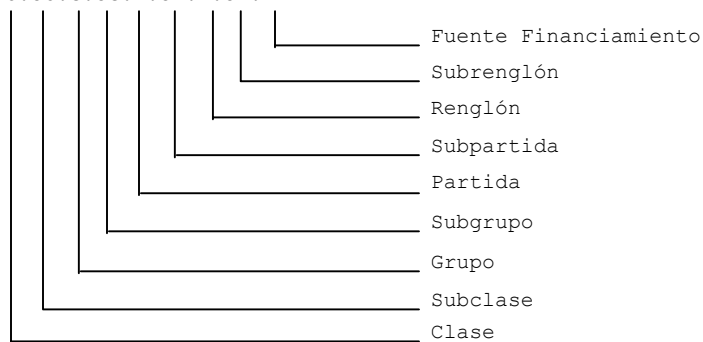 Fuente Financiamiento
Subrenglón
Renglón
Subpartida
Partida
Subgrupo
Grupo
Subclase
Clase